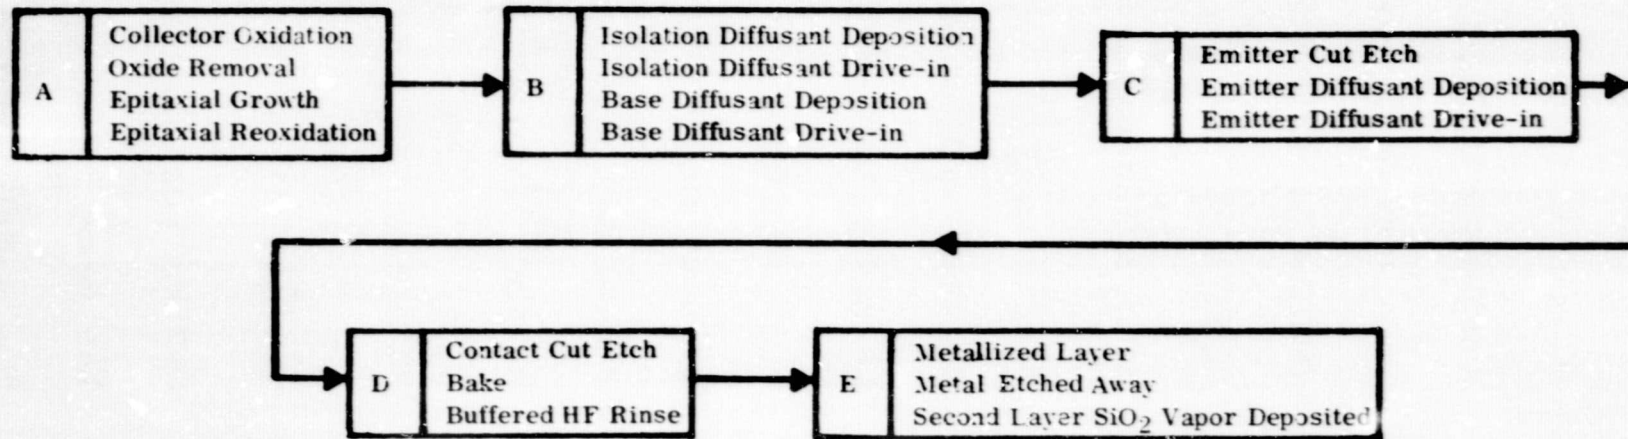 A
Collector Oxidation
Oxide Removal
Epitaxial Growth
Epitaxial Reoxidation
B
Isolation Diffusant Deposition
Isolation Diffusant Drive-in
Base Diffusant Deposition
Base Diffusant Drive-in
C
Emitter Cut Etch
Emitter Diffusant Deposition
Emitter Diffusant Drive-in
D
Contact Cut Etch
Bake
Buffered HF Rinse
E
Metallized Layer
Metal Etched Away
Second Layer SiO₂ Vapor Deposited